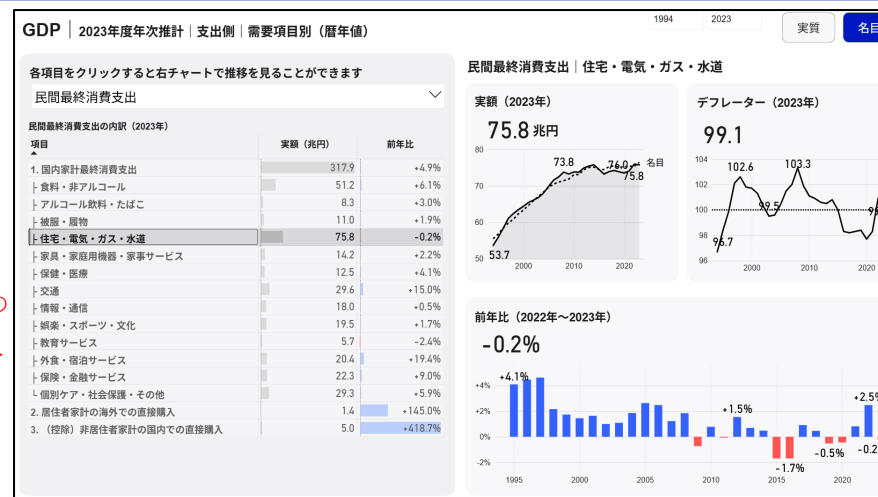 GDP | 2023年度年次推計 | 支出側 | 需要項目別（暦年値）
1994 2023
実質 名目
各項目をクリックすると右チャートで推移を見ることができます
民間最終消費支出
民間最終消費支出の内訳（2023年）
項目 実額（兆円） 前年比
1. 国内家計最終消費支出 317.9 +4.9%
├ 食料・非アルコール 51.2 +6.1%
├ アルコール飲料・たばこ 8.3 +3.0%
├ 被服・履物 11.0 +1.9%
├ 住宅・電気・ガス・水道 75.8 -0.2%
├ 家具・家庭用機器・家事サービス 14.2 +2.2%
├ 保健・医療 12.5 +4.1%
├ 交通 29.6 +15.0%
├ 情報・通信 18.0 +0.5%
├ 娯楽・スポーツ・文化 19.5 +1.7%
├ 教育サービス 5.7 -2.4%
├ 外食・宿泊サービス 20.4 +19.4%
├ 保険・金融サービス 22.3 +9.0%
└ 個別ケア・社会保護・その他 29.3 +5.9%
2. 居住者家計の海外での直接購入 1.4 +145.0%
3. （控除）非居住者家計の国内での直接購入 5.0 +418.7%
民間最終消費支出 | 住宅・電気・ガス・水道
実額（2023年）
75.8 兆円
80
73.8 76.0 名目
75.8
70
60
53.7
50
2000 2010 2020
デフレーター（2023年）
99.1
104
102.6 103.3
102
99.5
100
98
96.7
96
2000 2010 2020
前年比（2022年～2023年）
-0.2%
+4.1%
+4%
+2.5%
+2% +1.5%
0%
-0.5% -0.2
-2% -1.7%
1995 2000 2005 2010 2015 2020